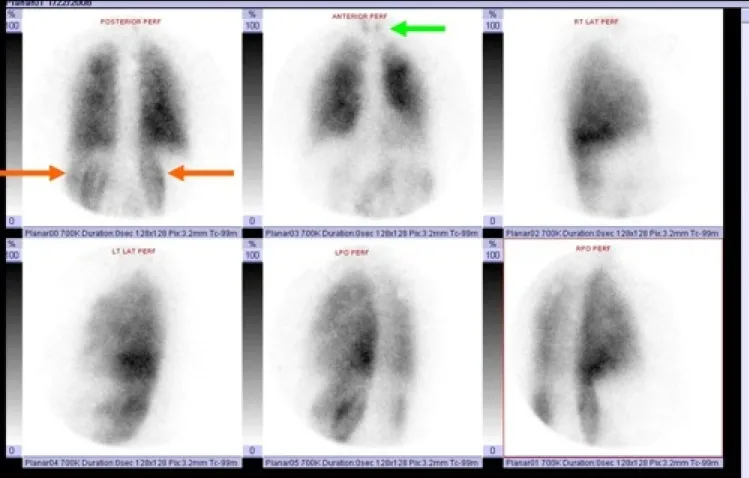 Planar01 1/22/2008
%
100
0
POSTERIOR PERF
Planar00 700K Duration:0sec 128x128 Pix:3.2mm Tc-99m
%
100
0
ANTERIOR PERF
Planar03 700K Duration:0sec 128x128 Pix:3.2mm Tc-99m
%
100
0
RT LAT PERF
Planar02 700K Duration:0sec 128x128 Pix:3.2mm Tc-99m
%
100
0
LT LAT PERF
Planar04 700K Duration:0sec 128x128 Pix:3.2mm Tc-99m
%
100
0
LPO PERF
Planar05 700K Duration:0sec 128x128 Pix:3.2mm Tc-99m
%
100
0
RPO PERF
Planar01 700K Duration:0sec 128x128 Pix:3.2mm Tc-99m